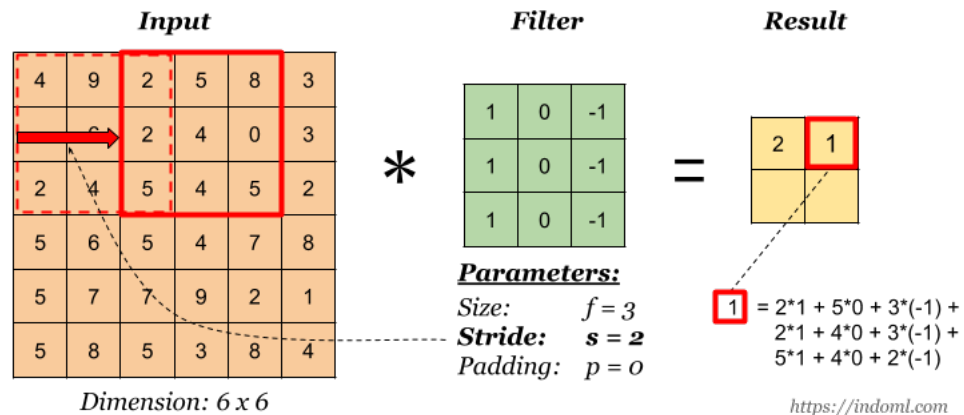 Input
Filter
Result
4 9 2 5 8 3
2 4 0 3
2 4 5 4 5 2
5 6 5 4 7 8
5 7 7 9 2 1
5 8 5 3 8 4
Dimension: 6 x 6
*
1 0 -1
1 0 -1
1 0 -1
Parameters:
Size: f = 3
Stride: s = 2
Padding: p = 0
=
2 1
1 = 2*1 + 5*0 + 3*(-1) +
2*1 + 4*0 + 3*(-1) +
5*1 + 4*0 + 2*(-1)
https://indoml.com